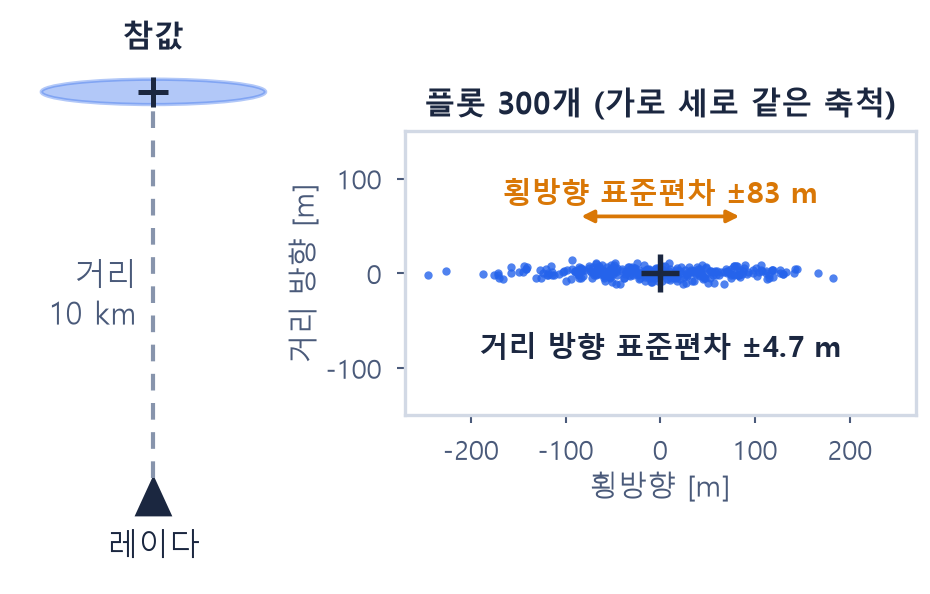 참값
거리
10 km
레이다
플롯 300개 (가로 세로 같은 축척)
횡방향 표준편차 ±83 m
거리 방향 표준편차 ±4.7 m
거리 방향 [m]
100
0
-100
-200
-100
0
100
200
횡방향 [m]